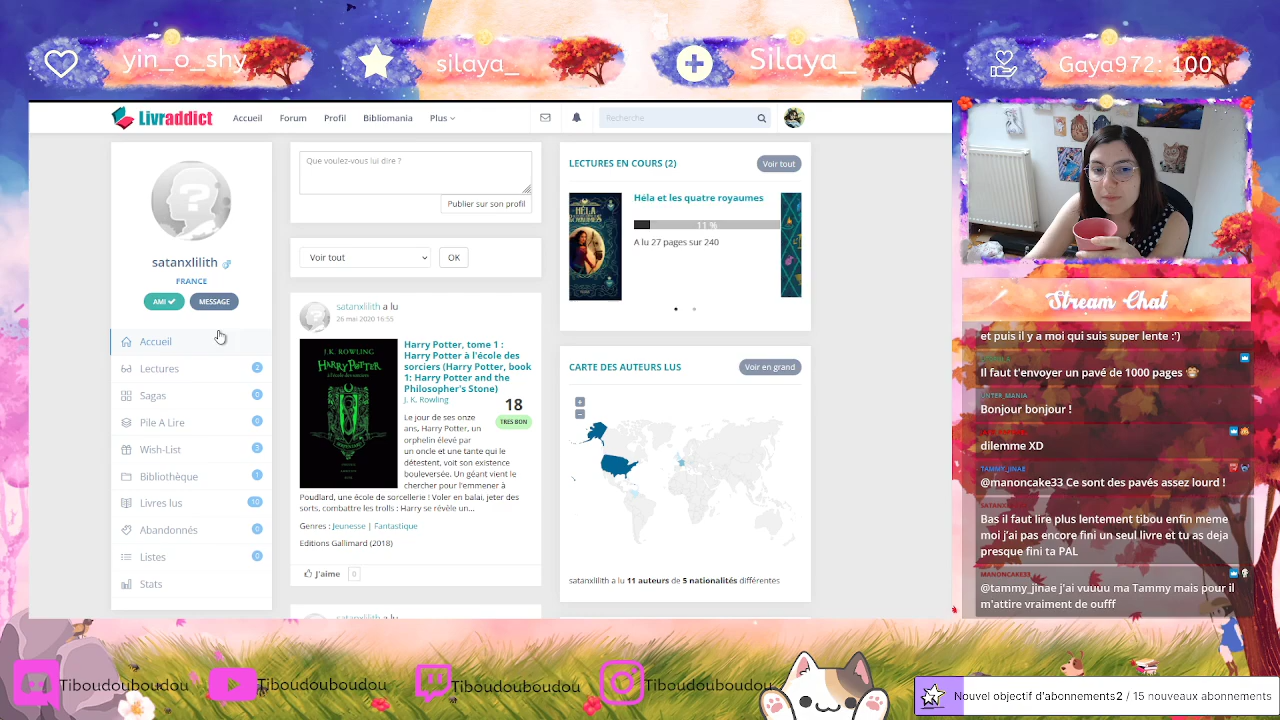 yin_o_shy
silaya_
Silaya_
Gaya972: 100
Livraddict
Accueil
Forum
Profil
Bibliomania
Plus
Recherche
satanxlilith
FRANCE
AMI
MESSAGE
Accueil
Lectures 2
Sagas 0
Pile A Lire 0
Wish-List 3
Bibliothèque 1
Livres lus 10
Abandonnés 0
Listes 0
Stats
Que voulez-vous lui dire ?
Publier sur son profil
Voir tout
OK
satanxlilith a lu
26 mai 2020 16:55
J.K. ROWLING
HARRY POTTER
Harry Potter, tome 1 :
Harry Potter à l'école des
sorciers (Harry Potter, book
1: Harry Potter and the
Philosopher's Stone)
J. K. Rowling
18
TRES BON
Le jour de ses onze
ans, Harry Potter, un
orphelin élevé par
un oncle et une tante qui le
détestent, voit son existence
bouleversée. Un géant vient le
chercher pour l'emmener à
Poudlard, une école de sorcellerie ! Voler en balai, jeter des
sorts, combattre les trolls : Harry se révèle un...
Genres : Jeunesse | Fantastique
Editions Gallimard (2018)
J'aime 0
satanxlilith a lu
LECTURES EN COURS (2)
Voir tout
HÉLA
Héla et les quatre royaumes
11 %
A lu 27 pages sur 240
CARTE DES AUTEURS LUS
Voir en grand
+
−
satanxlilith a lu 11 auteurs de 5 nationalités différentes
Stream Chat
et puis il y a moi qui suis super lente :')
Il faut t'envoyer un pavé de 1000 pages
UNTER_MANIA
Bonjour bonjour !
dilemme XD
TAMMY_JINAE
@manoncake33 Ce sont des pavés assez lourd !
Bas il faut lire plus lentement tibou enfin meme
moi j'ai pas encore fini un seul livre et tu as deja
presque fini ta PAL
MANONCAKE33
@tammy_jinae j'ai vuuuu ma Tammy mais pour il
m'attire vraiment de oufff
Tiboudouboudou
Tiboudouboudou
Tiboudouboudou
Tiboudouboudou
Nouvel objectif d'abonnements2 / 15 nouveaux abonnements